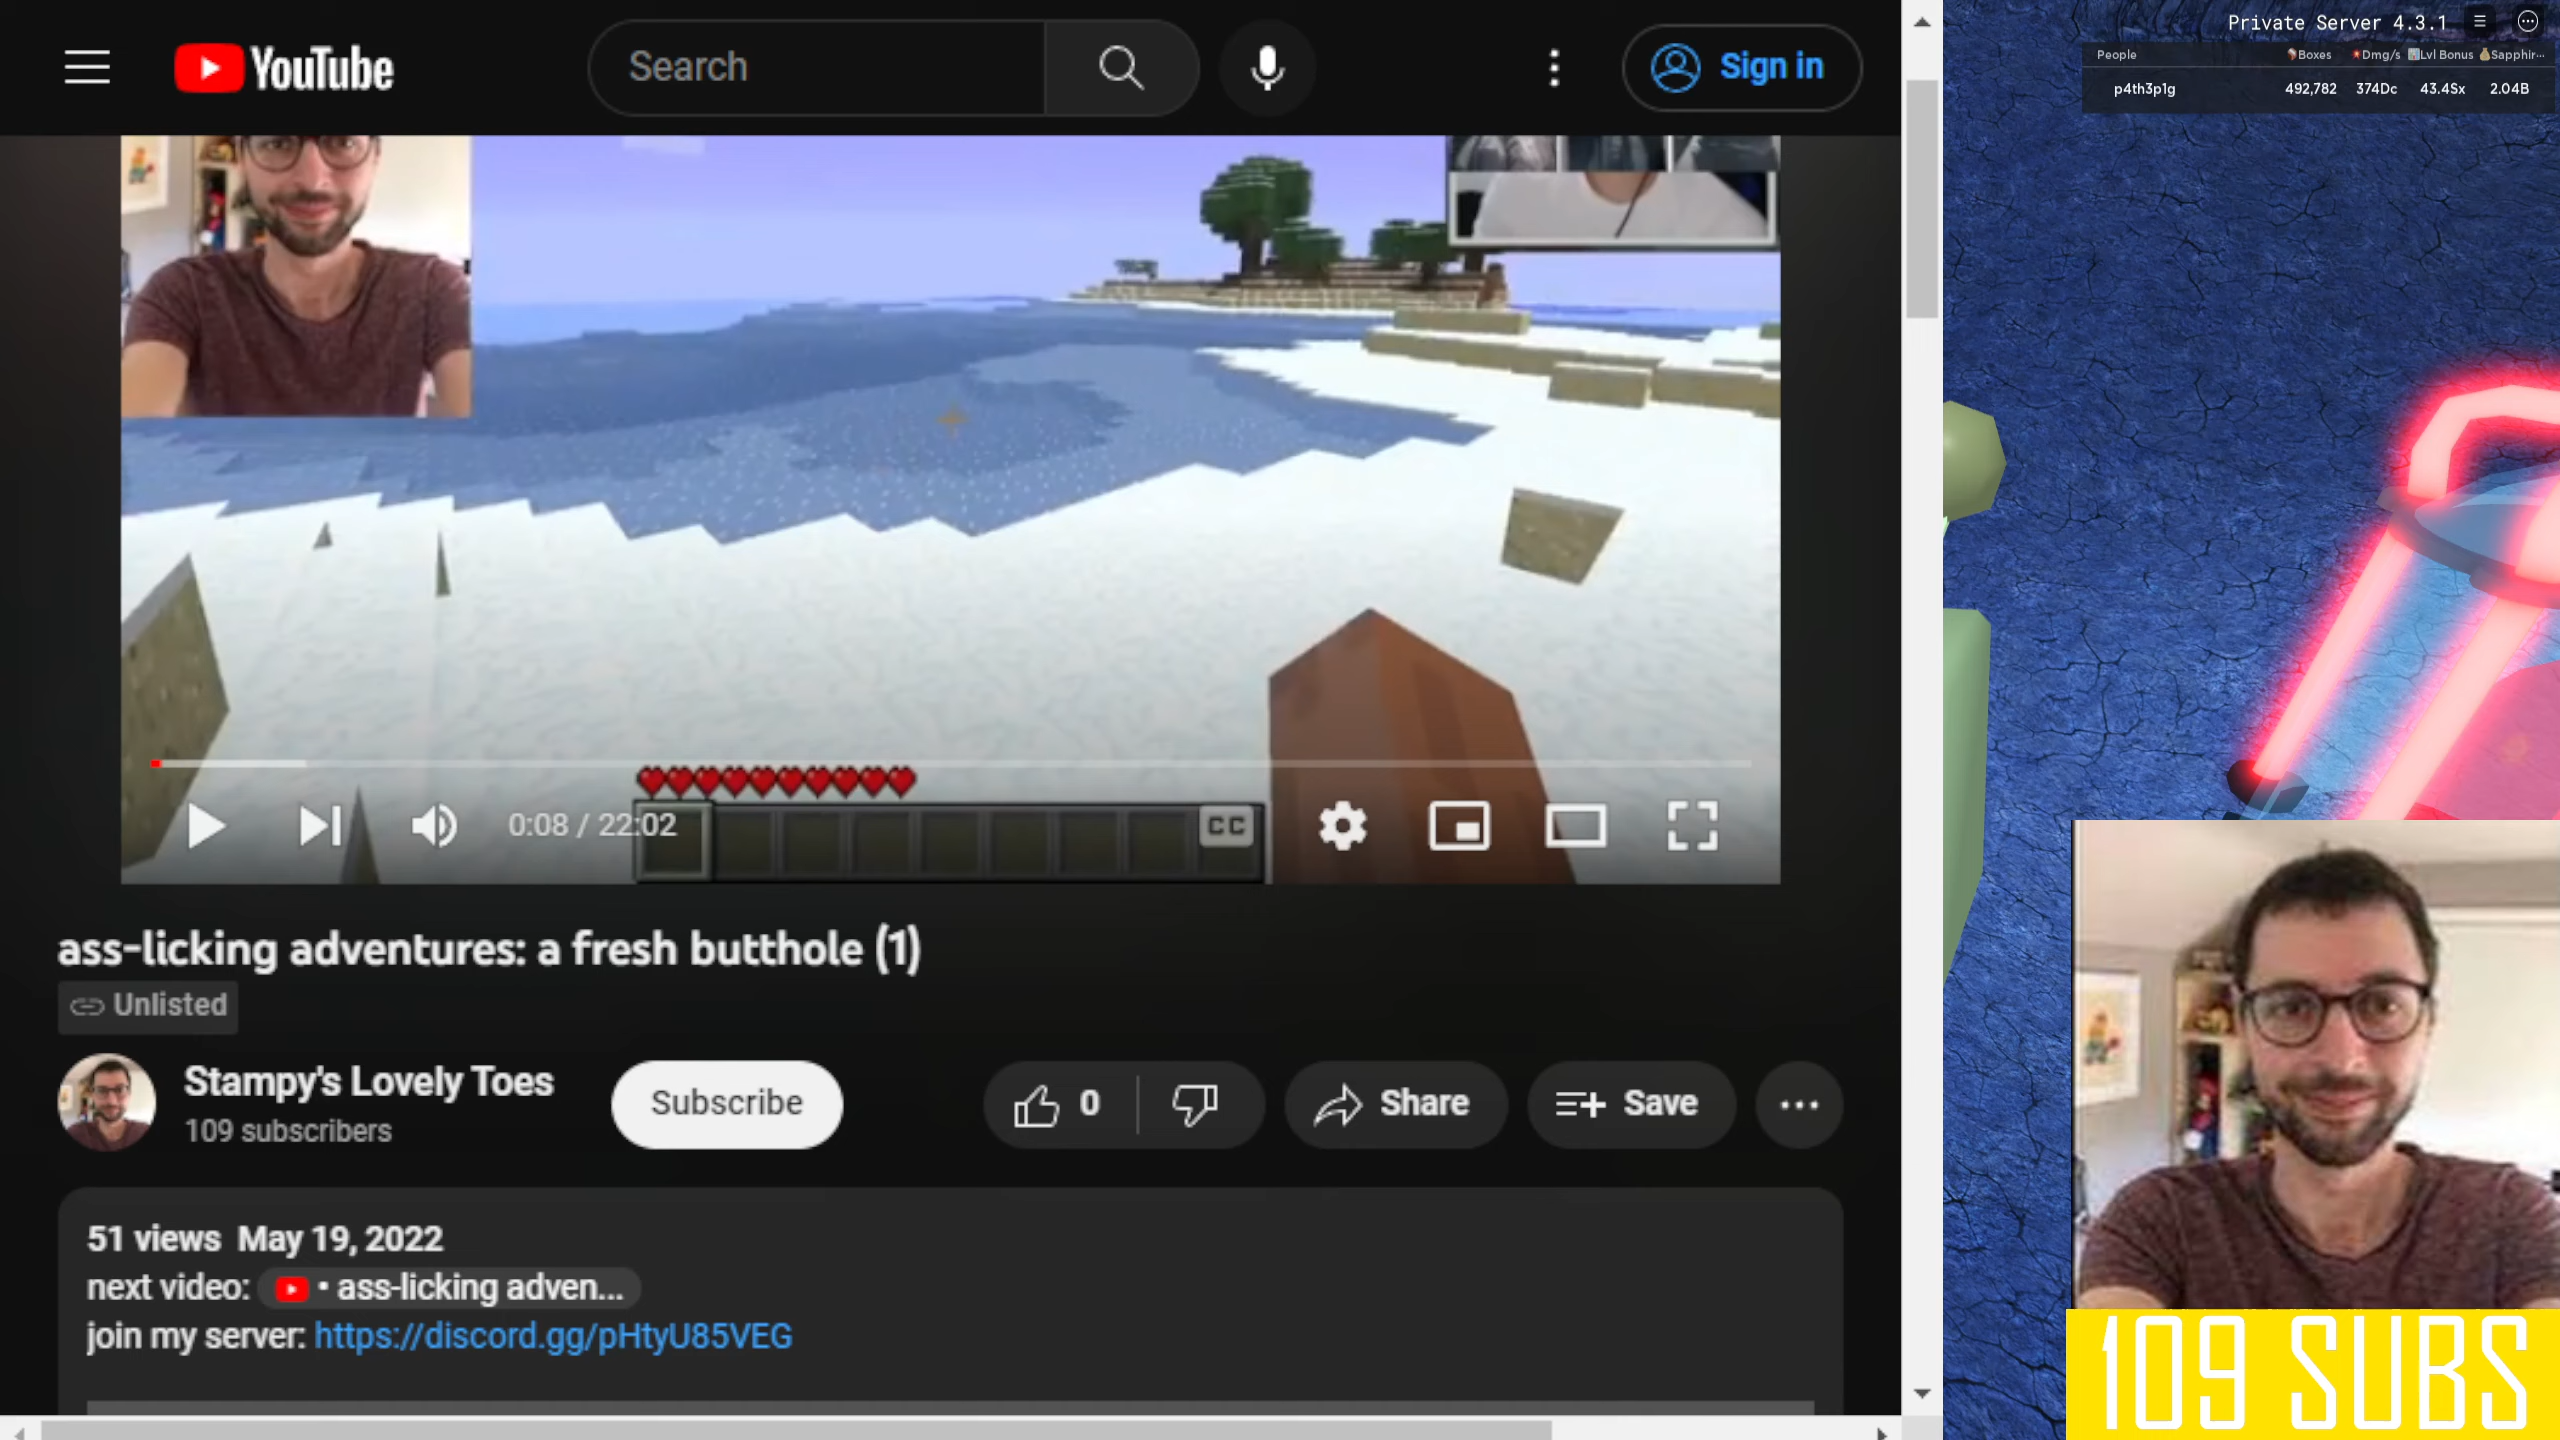 YouTube
Search
Sign in
Private Server 4.3.1
People Boxes Dmg/s Lvl Bonus Sapphir...
p4th3p1g 492,782 374Dc 43.4Sx 2.04B
0:08 / 22:02
CC
ass-licking adventures: a fresh butthole (1)
Unlisted
Stampy's Lovely Toes
109 subscribers
Subscribe
0
Share
Save
51 views May 19, 2022
next video: • ass-licking adven...
join my server: https://discord.gg/pHtyU85VEG
109 SUBS